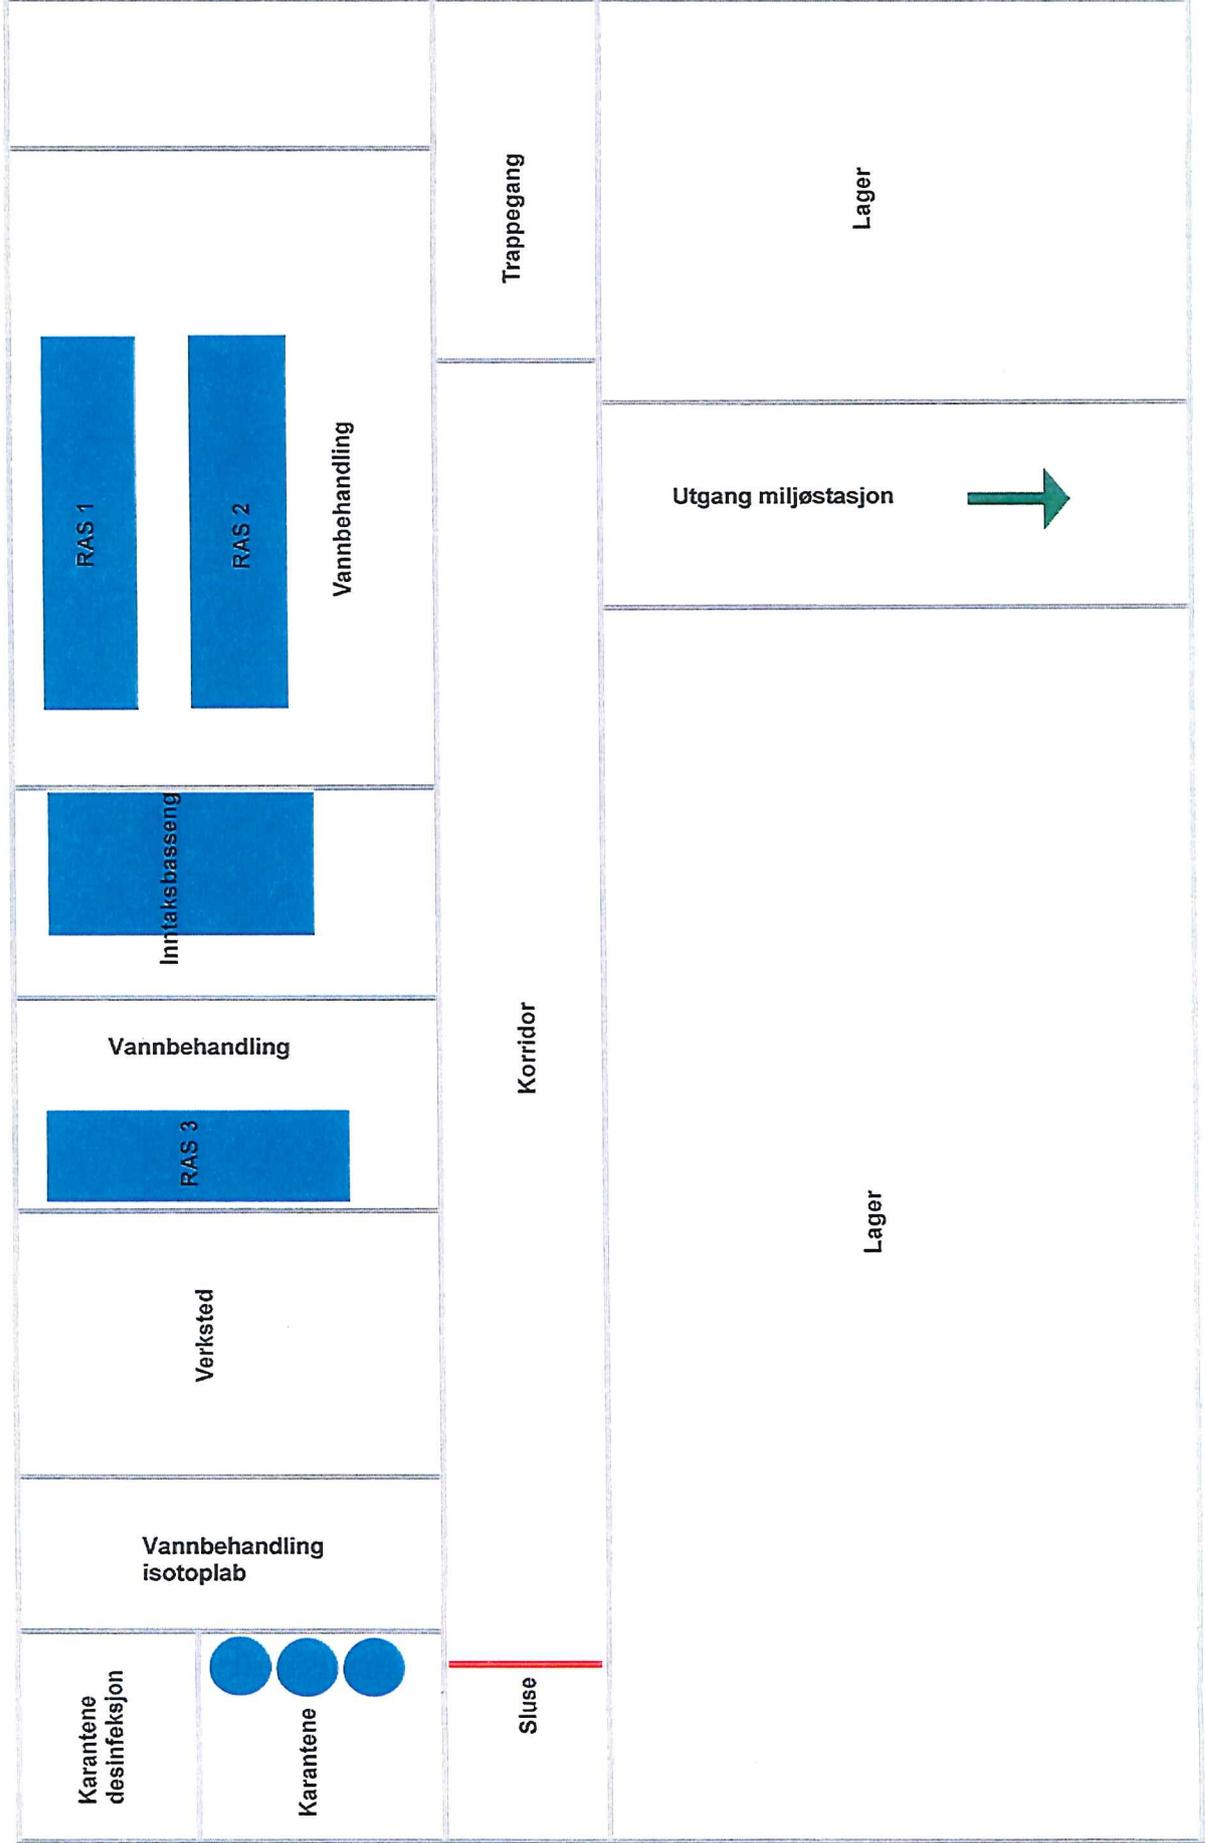 Trappegang
Lager
RAS 1
RAS 2
Vannbehandling
Utgang miljøstasjon
Inntaksbasseng
Vannbehandling
RAS 3
Korridor
Lager
Verksted
Vannbehandling
isotoplab
Karantene
desinfeksjon
Karantene
Sluse